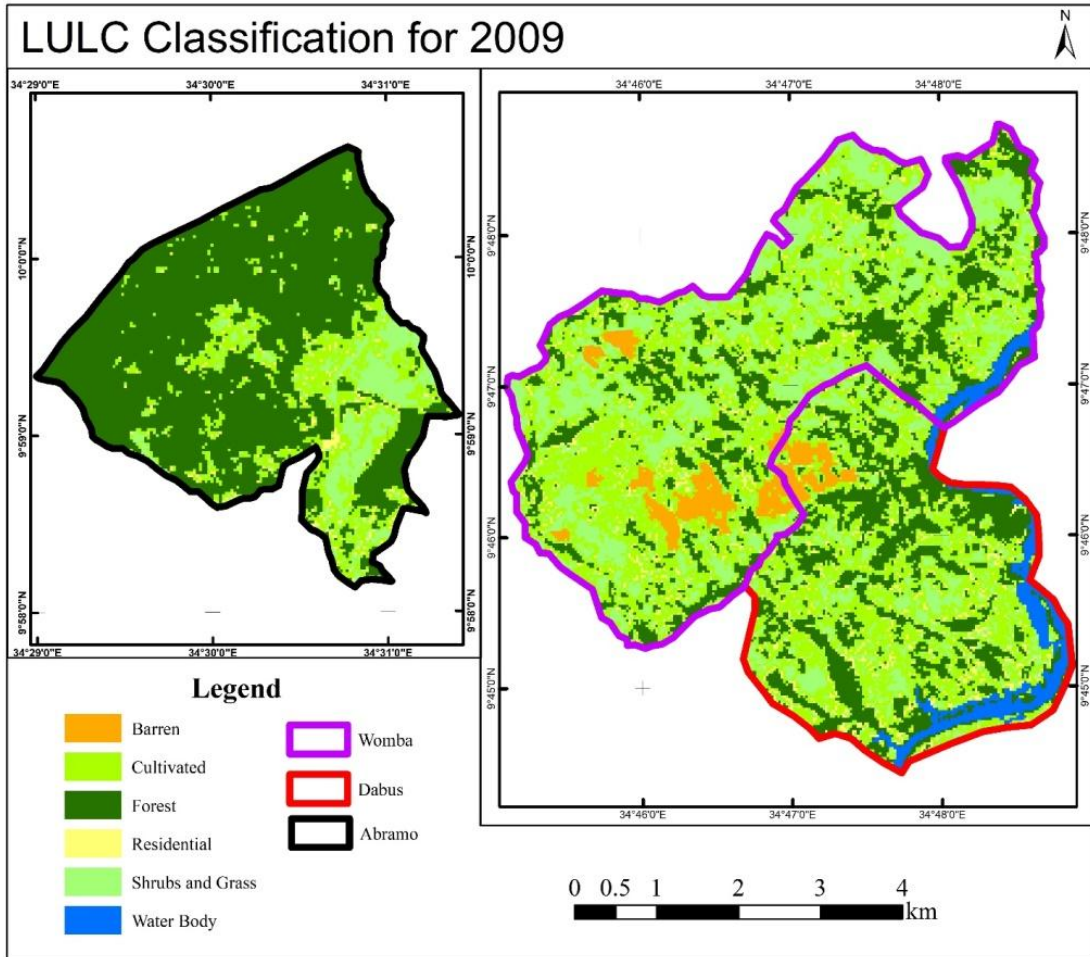 LULC Classification for 2009
N
34°29'0"E 34°30'0"E 34°31'0"E
10°0'0"N 10°0'0"N
9°59'0"N 9°59'0"N
9°58'0"N 9°58'0"N
34°29'0"E 34°30'0"E 34°31'0"E
34°46'0"E 34°47'0"E 34°48'0"E
9°48'0"N 9°48'0"N
9°47'0"N 9°47'0"N
9°46'0"N 9°46'0"N
9°45'0"N 9°45'0"N
34°46'0"E 34°47'0"E 34°48'0"E
Legend
Barren
Cultivated
Forest
Residential
Shrubs and Grass
Water Body
Womba
Dabus
Abramo
0 0.5 1 2 3 4
km